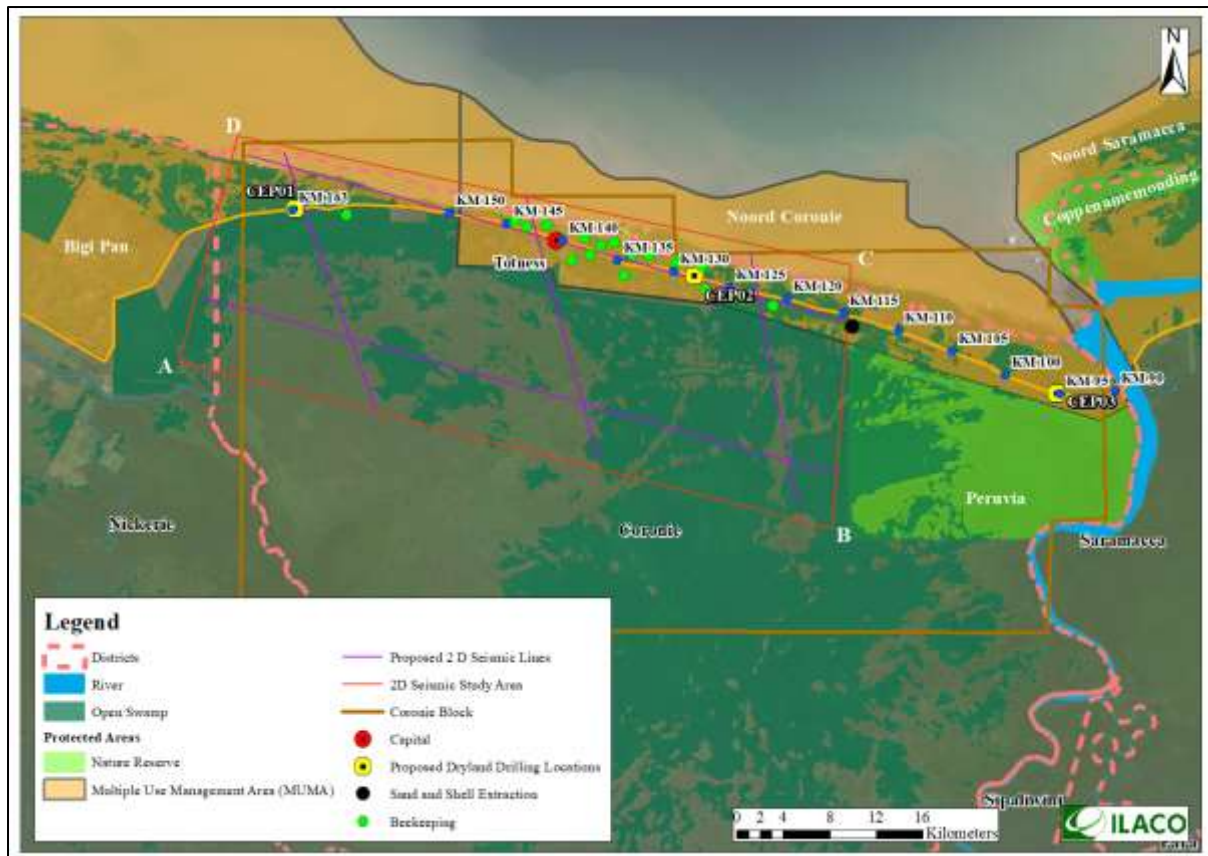 N
D
Noord Saramacca
Coppenamemonding
CEP01
KM 163
KM 150
KM 145
KM 140
Noord Coronie
Bigi Pan
KM 135
Totness
KM 130
C
CEP02
KM 125
KM 120
KM 115
KM 110
A
KM 105
KM 100
KM 95
KM 90
CEP03
Peruvia
Nickerie
Coronie
B
Saramacca
Legend
Districts
River
Open Swamp
Protected Areas
Nature Reserve
Multiple Use Management Area (MUMA)
Proposed 2 D Seismic Lines
2D Seismic Study Area
Coronie Block
Capital
Proposed Dryland Drilling Locations
Sand and Shell Extraction
Beekeeping
Sipaliwini
0 2 4 8 12 16
Kilometers
ILACO
Para